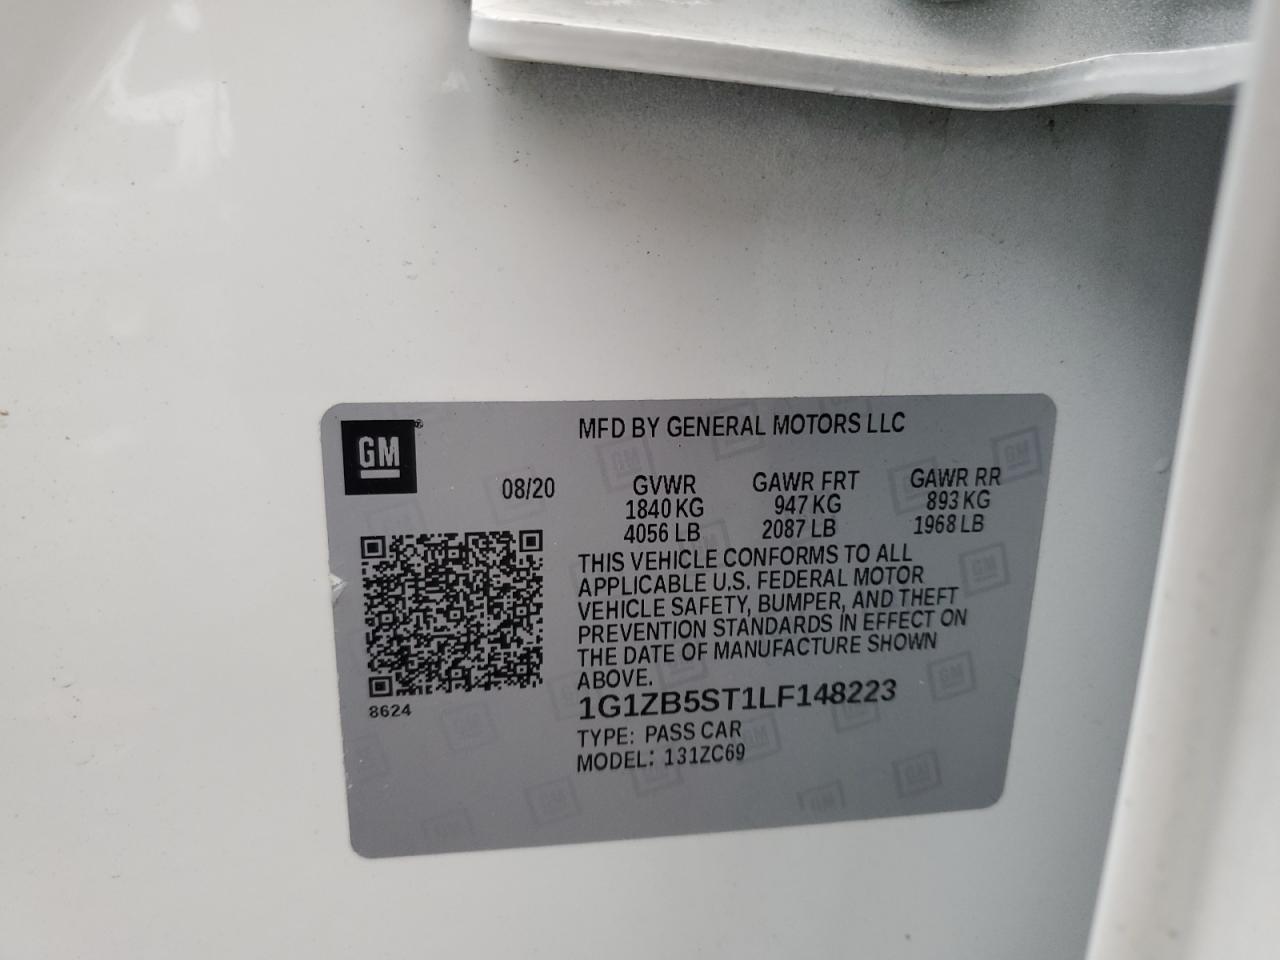 GM
MFD BY GENERAL MOTORS LLC
08/20
GVWR
1840 KG
4056 LB
GAWR FRT
947 KG
2087 LB
GAWR RR
893 KG
1968 LB
THIS VEHICLE CONFORMS TO ALL
APPLICABLE U.S. FEDERAL MOTOR
VEHICLE SAFETY, BUMPER, AND THEFT
PREVENTION STANDARDS IN EFFECT ON
THE DATE OF MANUFACTURE SHOWN
ABOVE.
1G1ZB5ST1LF148223
TYPE: PASS CAR
MODEL: 131ZC69
8624